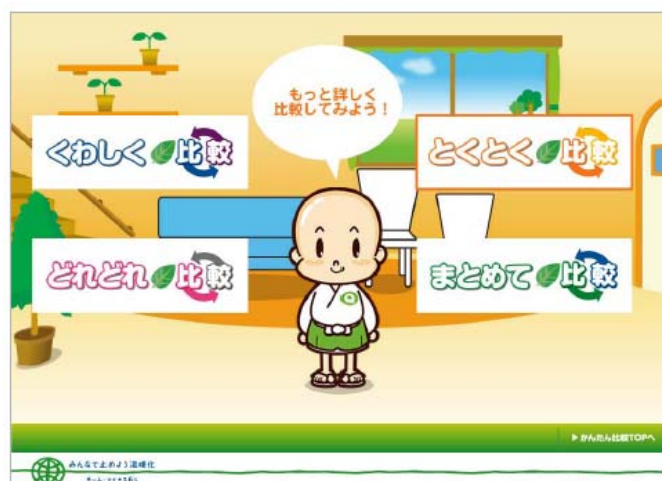 もっと詳しく
比較してみよう！
くわしく比較
とくとく比較
どれどれ比較
まとめて比較
▶かんたん比較TOPへ
みんなで止めよう温暖化